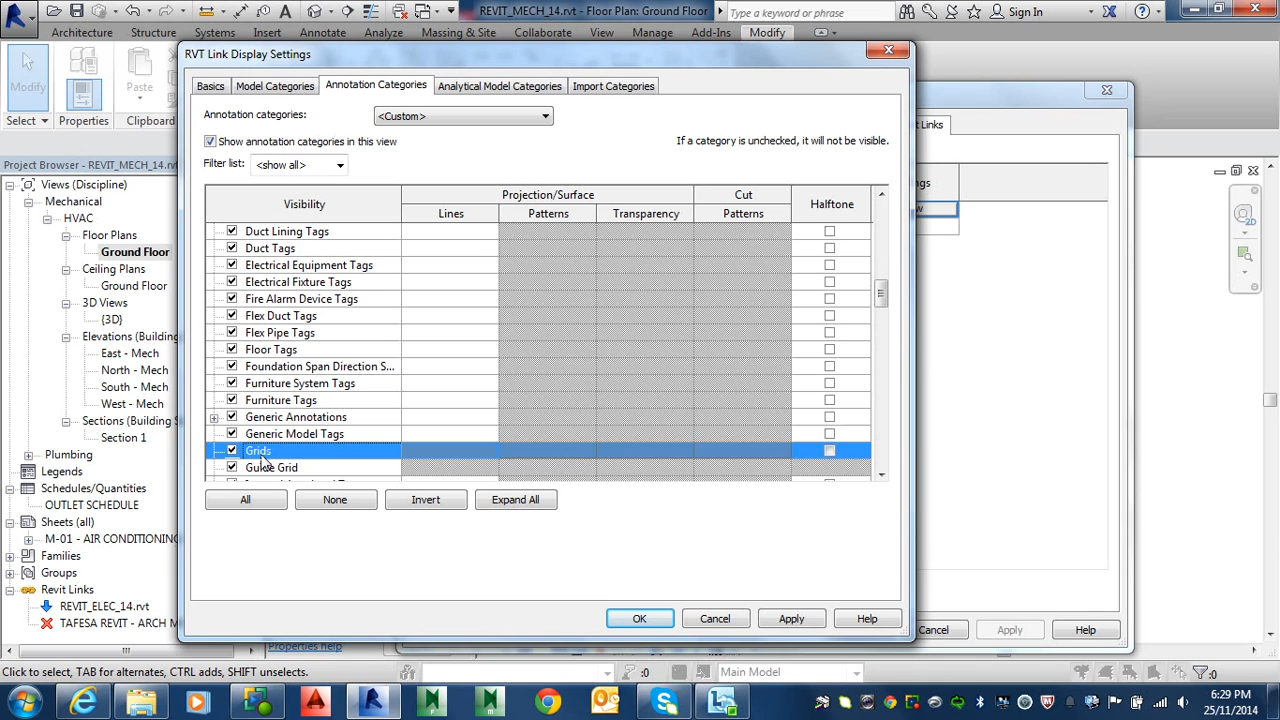 REVIT_MECH_14.rvt - Floor Plan: Ground Floor
Type a keyword or phrase
Sign In
Architecture Structure Systems Insert Annotate Analyze Massing & Site Collaborate View Manage Add-Ins Modify
Modify
Paste
Select
Properties
Clipboard
RVT Link Display Settings
Basics Model Categories Annotation Categories Analytical Model Categories Import Categories
Annotation categories: <Custom>
Show annotation categories in this view
If a category is unchecked, it will not be visible.
Filter list: <show all>
Visibility Projection/Surface Cut Halftone
Lines Patterns Transparency Patterns
Duct Lining Tags
Duct Tags
Electrical Equipment Tags
Electrical Fixture Tags
Fire Alarm Device Tags
Flex Duct Tags
Flex Pipe Tags
Floor Tags
Foundation Span Direction S...
Furniture System Tags
Furniture Tags
Generic Annotations
Generic Model Tags
Grids
Guide Grid
All None Invert Expand All
OK Cancel Apply Help
t Links
ngs
w
Cancel Apply Help
Project Browser - REVIT_MECH_14.rvt
Views (Discipline)
Mechanical
HVAC
Floor Plans
Ground Floor
Ceiling Plans
Ground Floor
3D Views
{3D}
Elevations (Building
East - Mech
North - Mech
South - Mech
West - Mech
Sections (Building S
Section 1
Plumbing
Legends
Schedules/Quantities
OUTLET SCHEDULE
Sheets (all)
M-01 - AIR CONDITIONING
Families
Groups
Revit Links
REVIT_ELEC_14.rvt
TAFESA REVIT - ARCH M
Properties help
Click to select, TAB for alternates, CTRL adds, SHIFT unselects.
:0
Main Model
:0
6:29 PM
25/11/2014